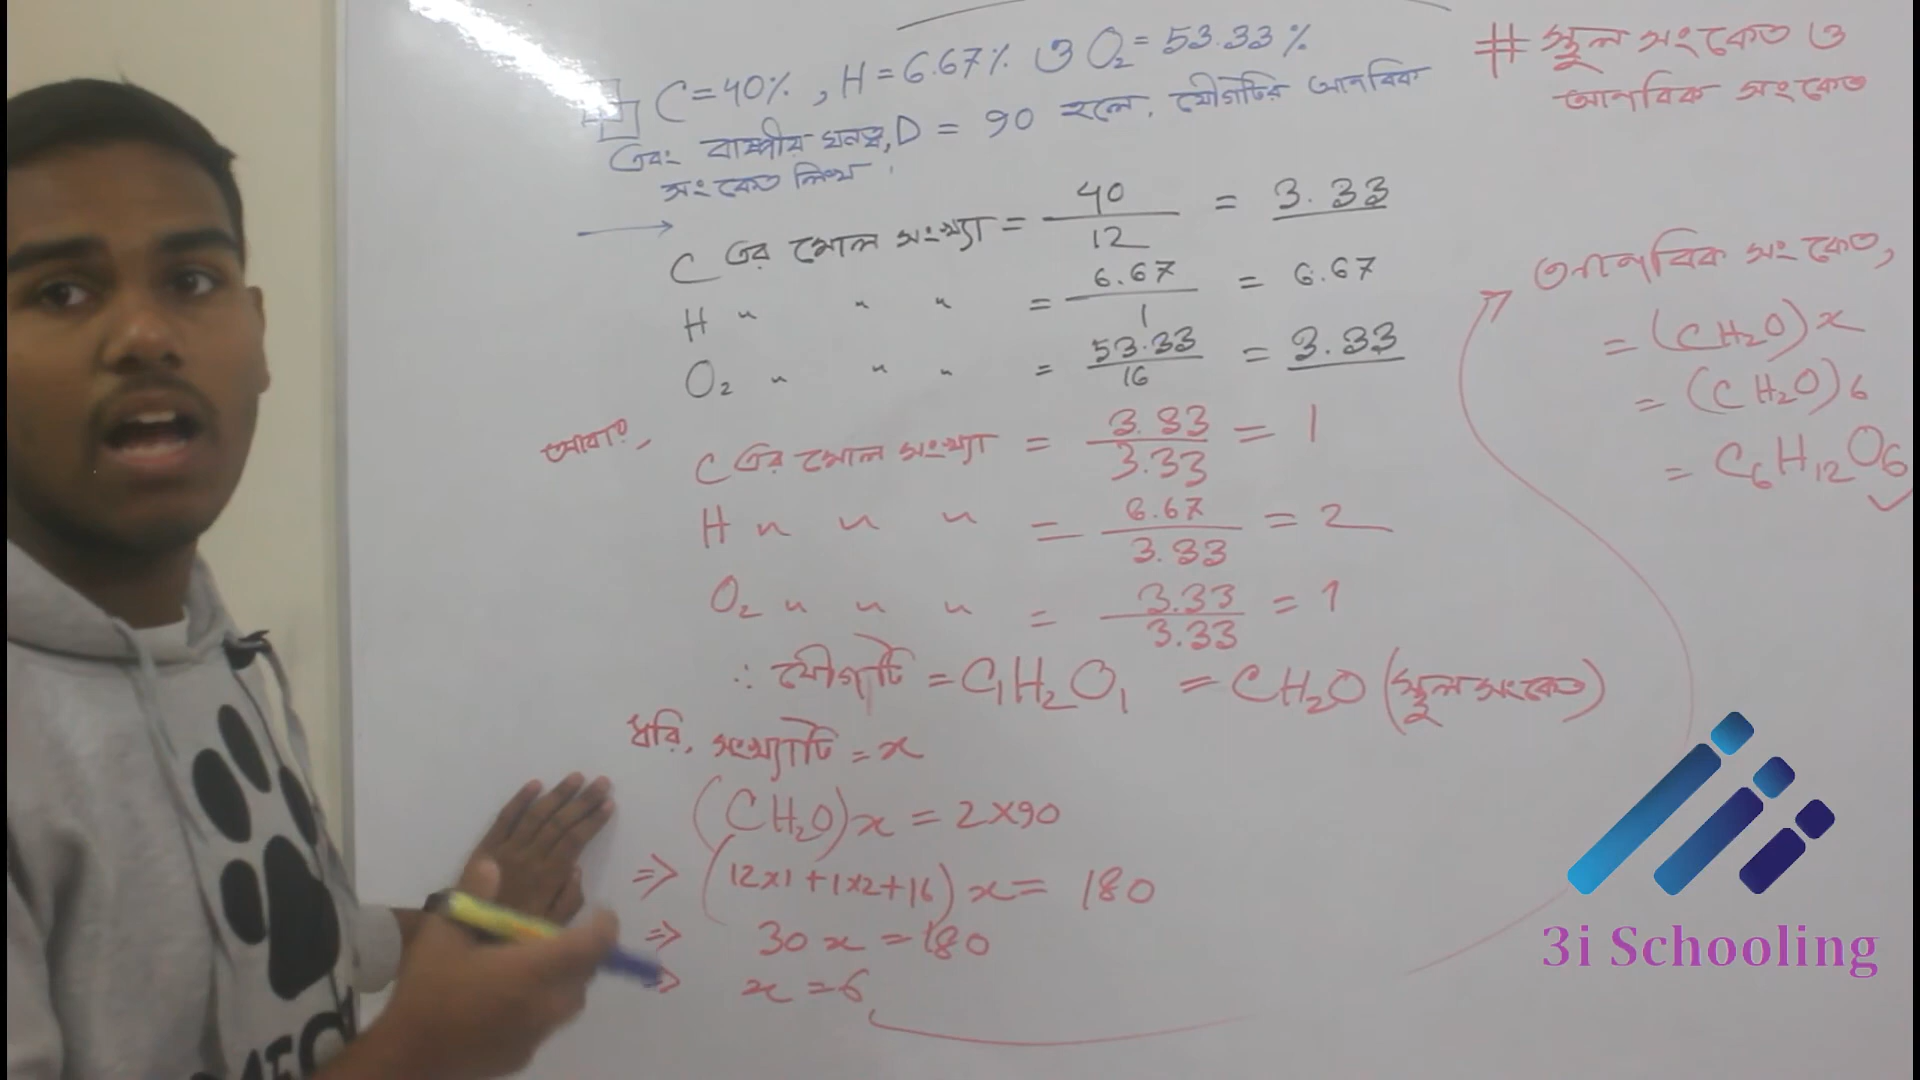 C = 40%, H = 6.67% ও O₂ = 53.33%
এবং বাষ্পীয় ঘনত্ব, D = 90 হলে, যৌগটির আনবিক
সংকেত লিখ।
# স্থুল সংকেত ও
আনবিক সংকেত
→ C এর মোল সংখ্যা = 40/12 = 3.33
H " " " = 6.67/1 = 6.67
O₂ " " " = 53.33/16 = 3.33
আবার,
C এর মোল সংখ্যা = 3.33/3.33 = 1
H " " " = 6.67/3.33 = 2
O₂ " " " = 3.33/3.33 = 1
∴ যৌগটি = C₁H₂O₁ = CH₂O (স্থুল সংকেত)
ধরি, সংখ্যাটি = x
(CH₂O)x = 2×90
⇒ (12×1+1×2+16)x = 180
⇒ 30x = 180
⇒ x = 6
আনবিক সংকেত,
= (CH₂O)x
= (CH₂O)6
= C₆H₁₂O₆
3i Schooling